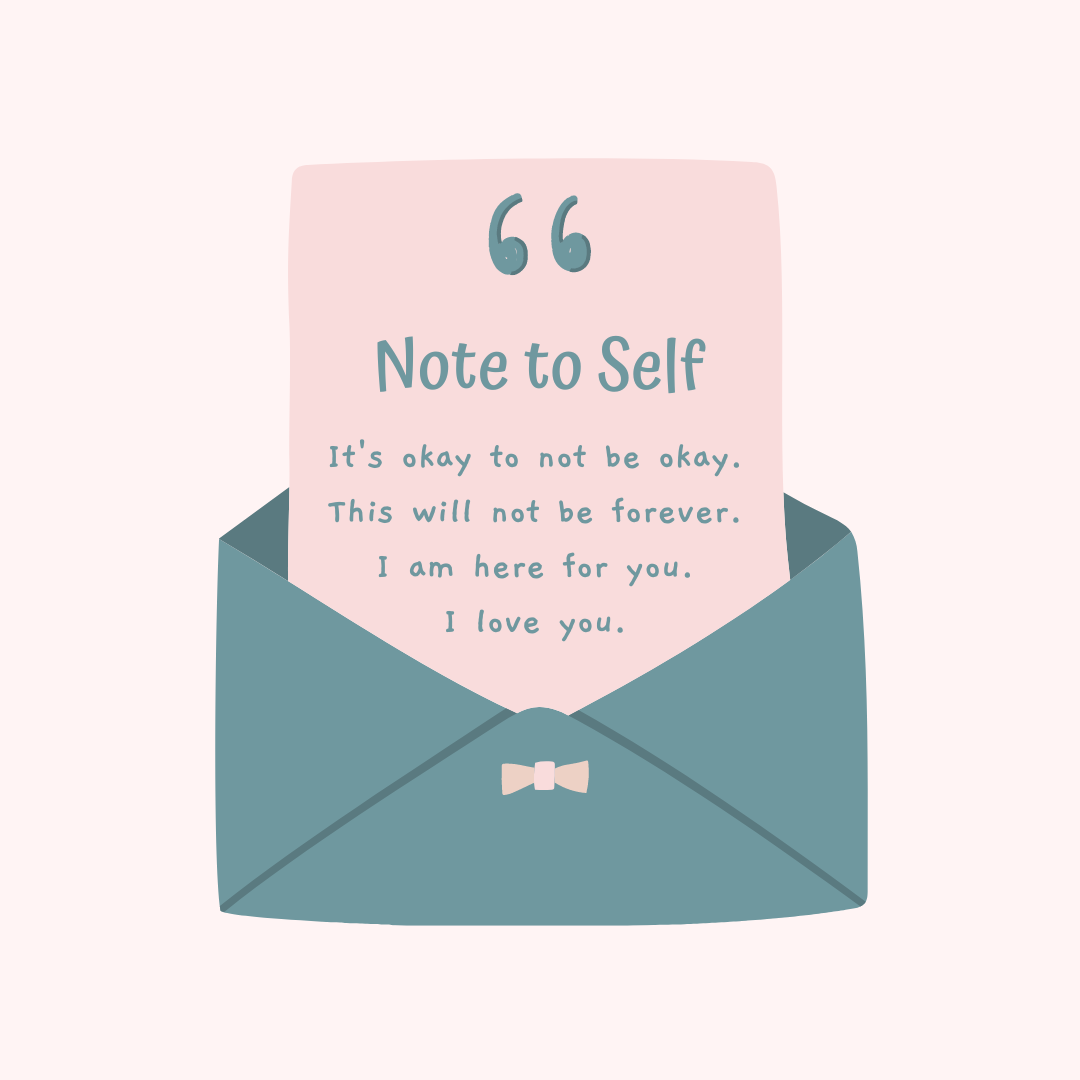 “
Note to Self
It's okay to not be okay.
This will not be forever.
I am here for you.
I love you.